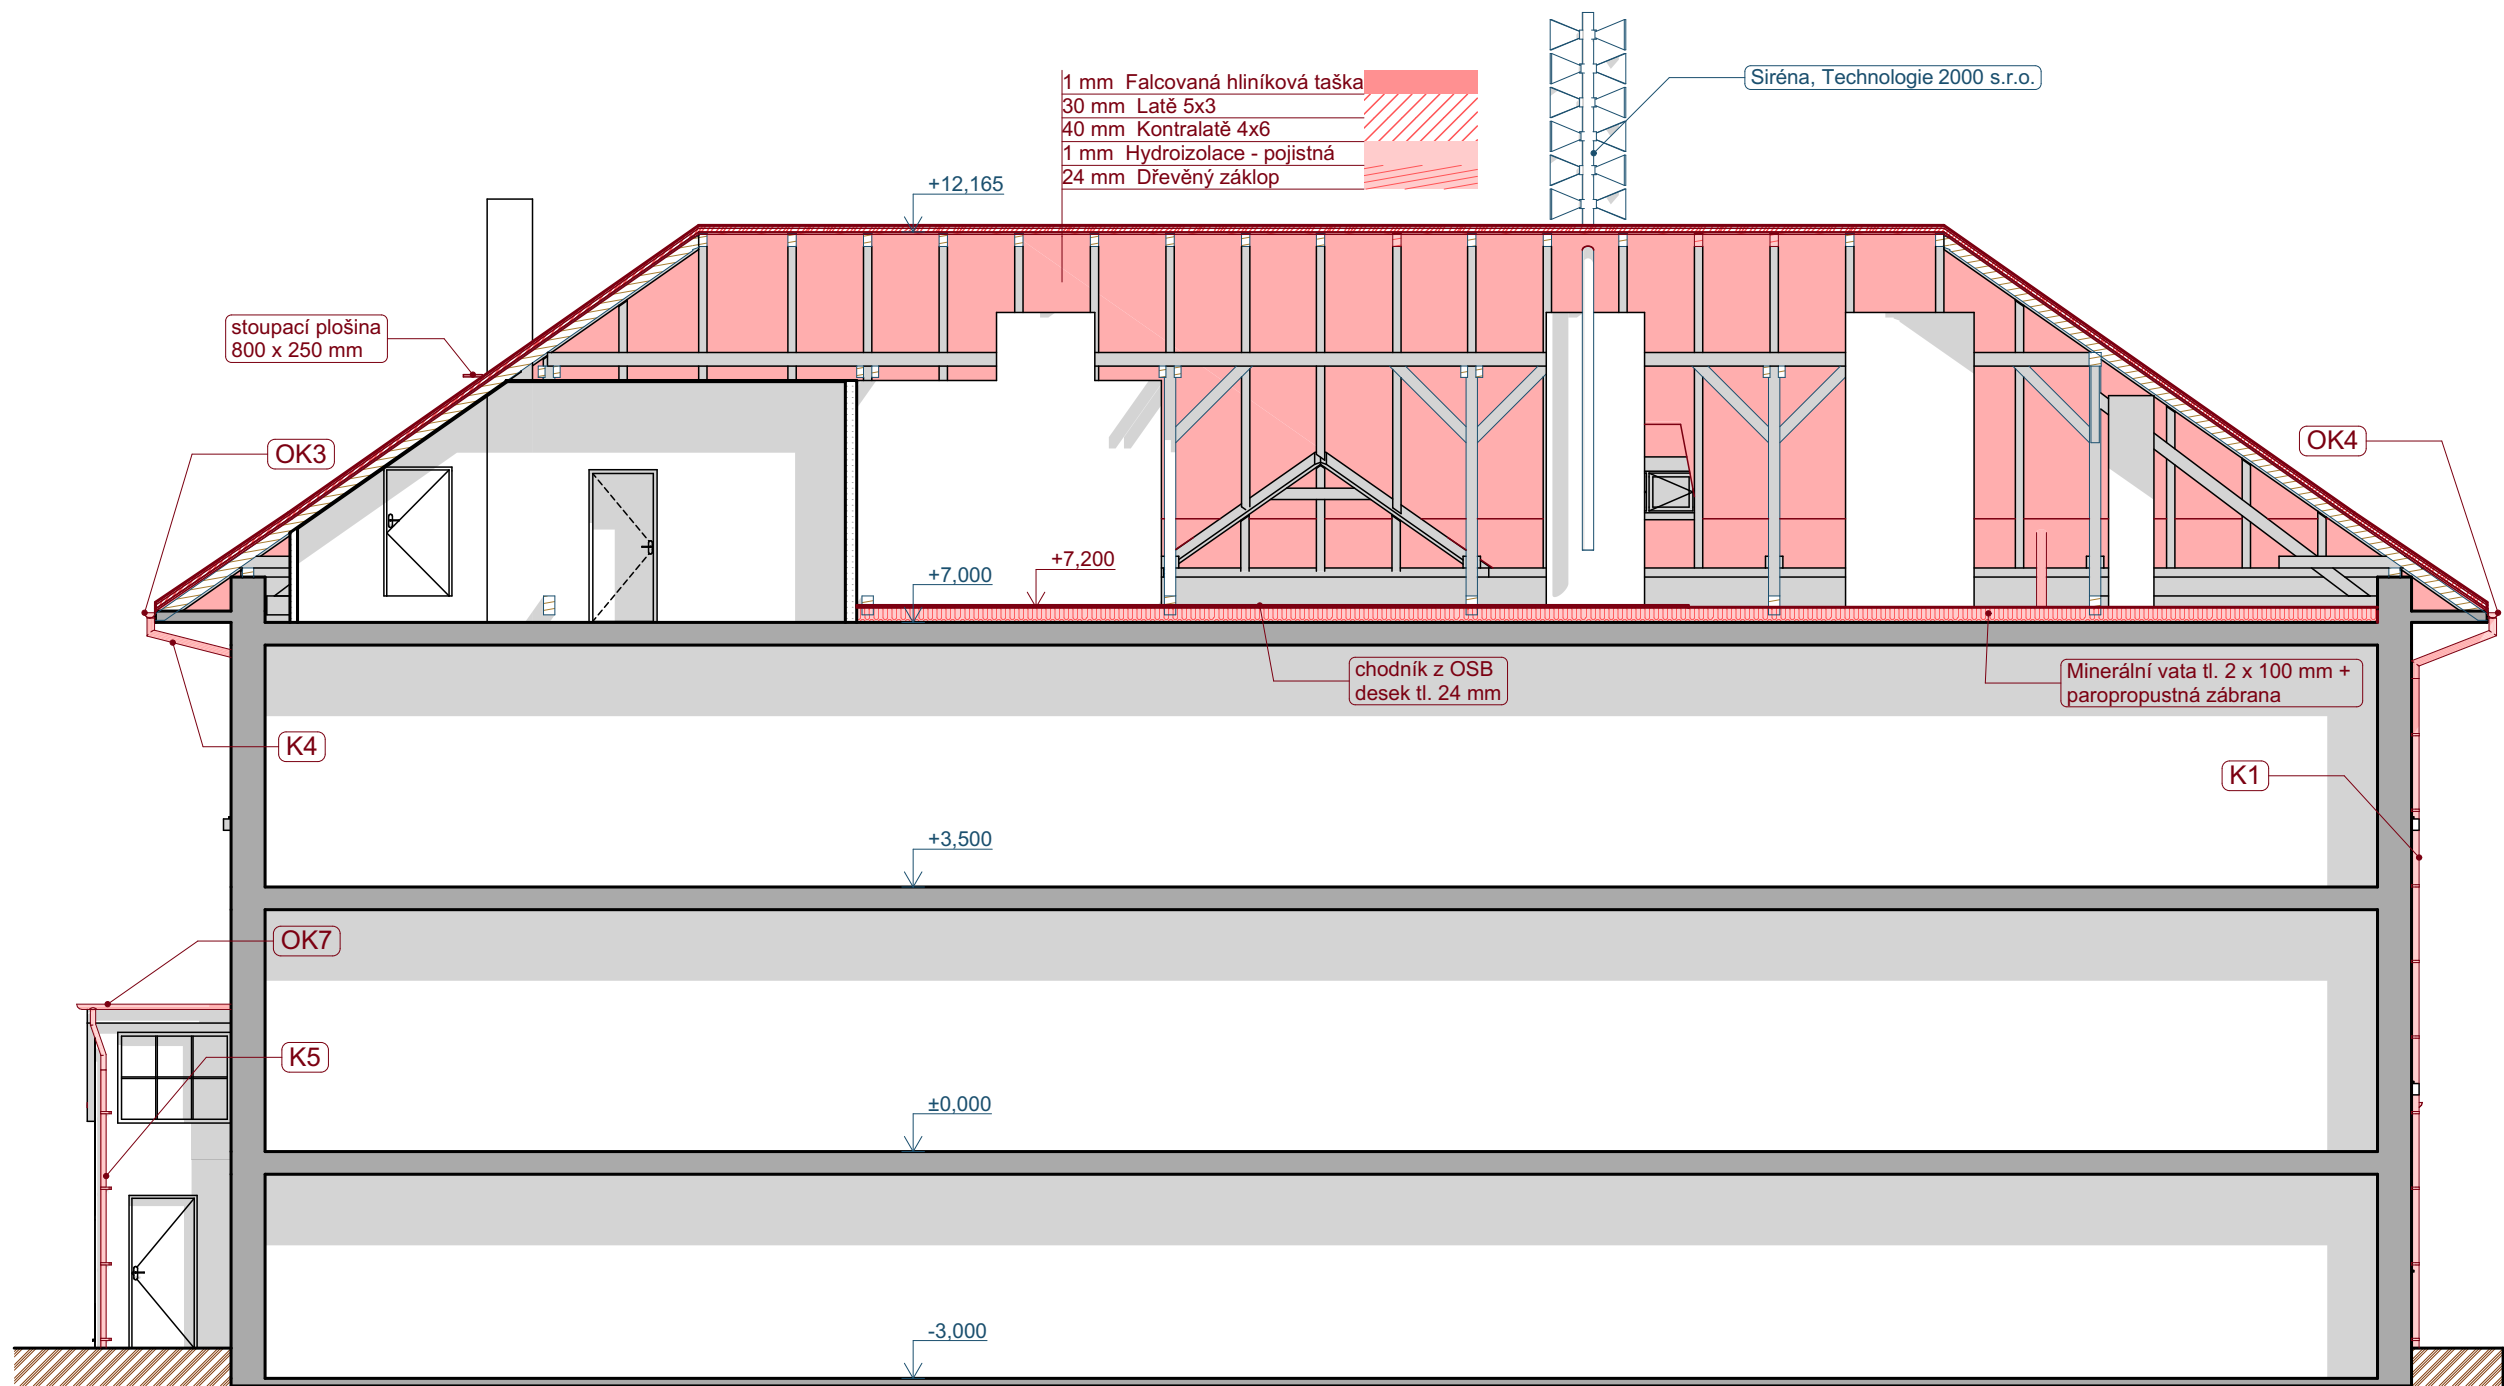 1 mm  Falcovaná hliníková taška
30 mm  Latě 5x3
40 mm  Kontralatě 4x6
1 mm  Hydroizolace - pojistná
24 mm  Dřevěný záklop
Siréna, Technologie 2000 s.r.o.
+12,165
stoupací plošina
800 x 250 mm
OK3
OK4
+7,200
+7,000
chodník z OSB
desek tl. 24 mm
Minerální vata tl. 2 x 100 mm +
paropropustná zábrana
K4
K1
+3,500
OK7
K5
±0,000
-3,000